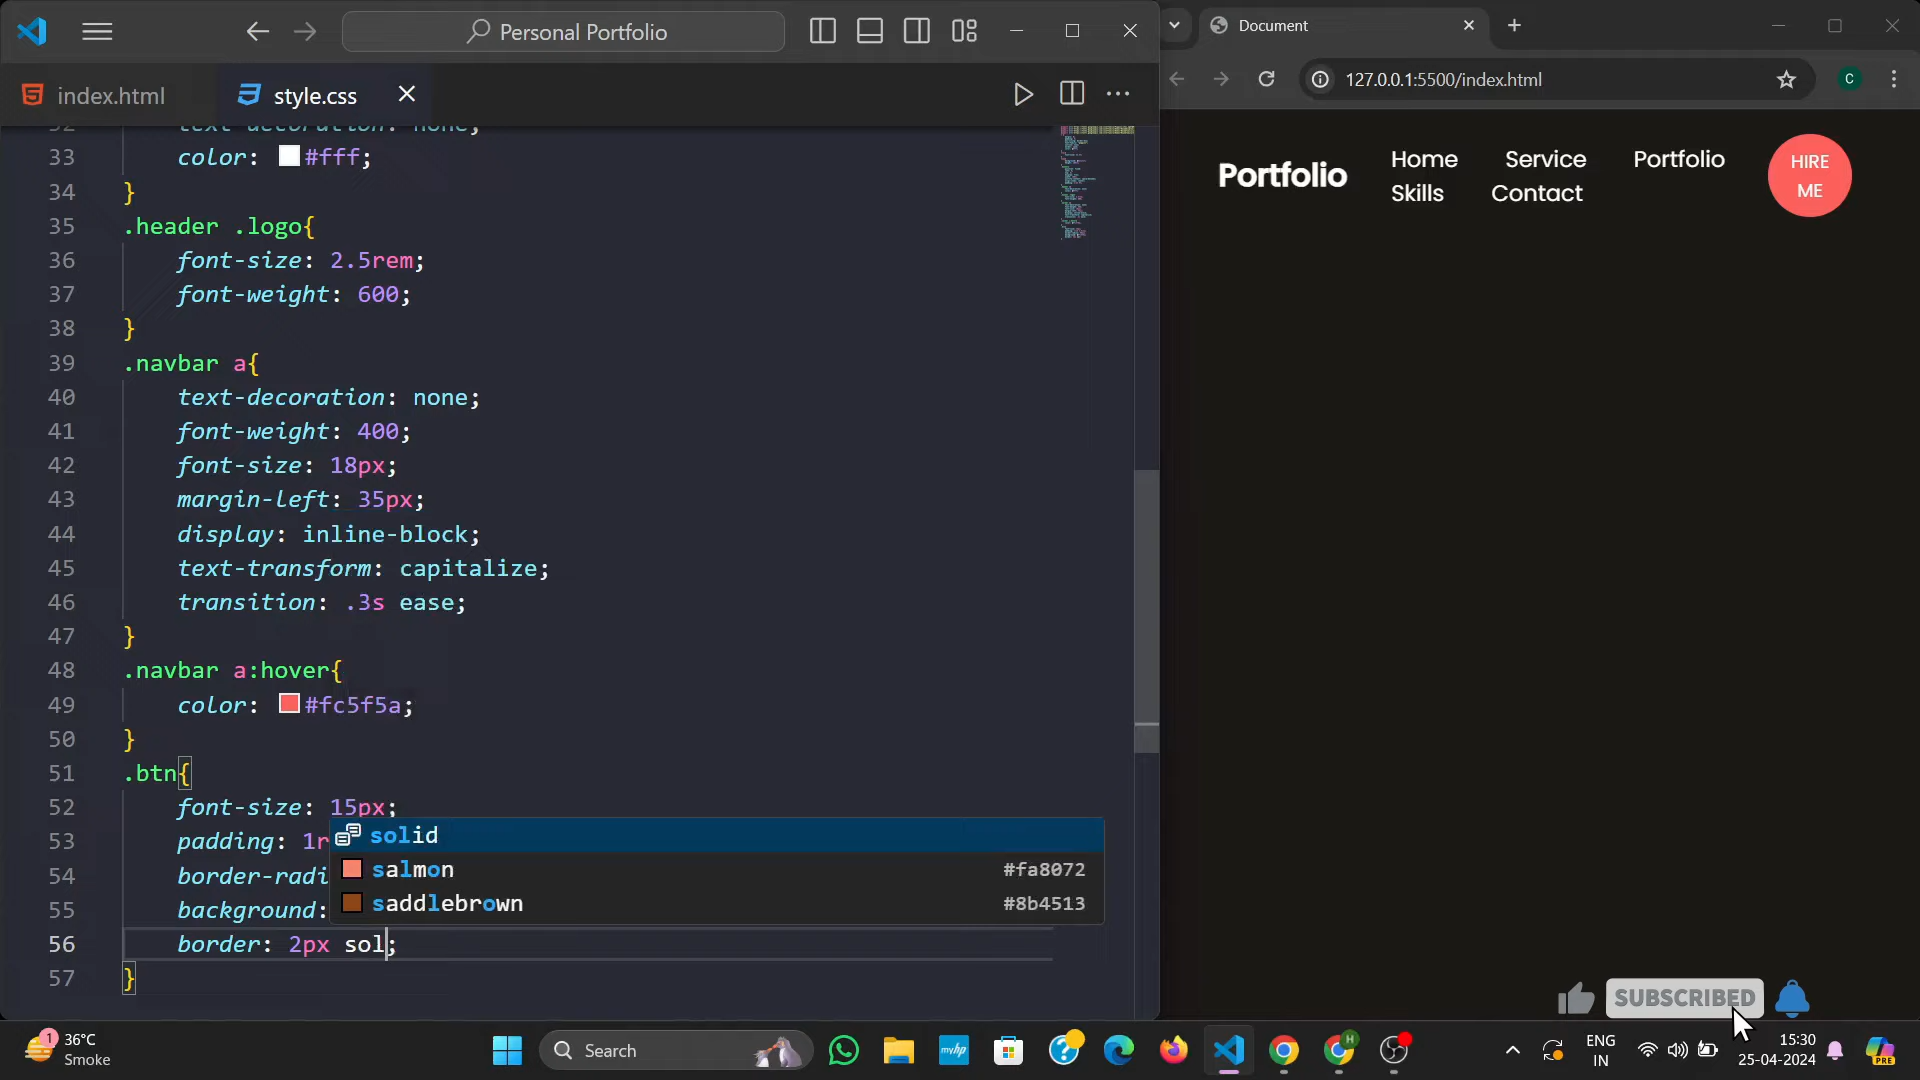 Personal Portfolio
index.html
style.css
33 color: #fff;
34 }
35 .header .logo{
36 font-size: 2.5rem;
37 font-weight: 600;
38 }
39 .navbar a{
40 text-decoration: none;
41 font-weight: 400;
42 font-size: 18px;
43 margin-left: 35px;
44 display: inline-block;
45 text-transform: capitalize;
46 transition: .3s ease;
47 }
48 .navbar a:hover{
49 color: #fc5f5a;
50 }
51 .btn{
52 font-size: 15px;
53 padding: 1r
54 border-radi
55 background:
56 border: 2px sol;
57 }
solid
salmon #fa8072
saddlebrown #8b4513
Document
127.0.0.1:5500/index.html
C
Portfolio
Home Service Portfolio
Skills Contact
HIRE
ME
SUBSCRIBED
1
36°C
Smoke
Search
myhp
H
ENG
IN
15:30
25-04-2024
PRE